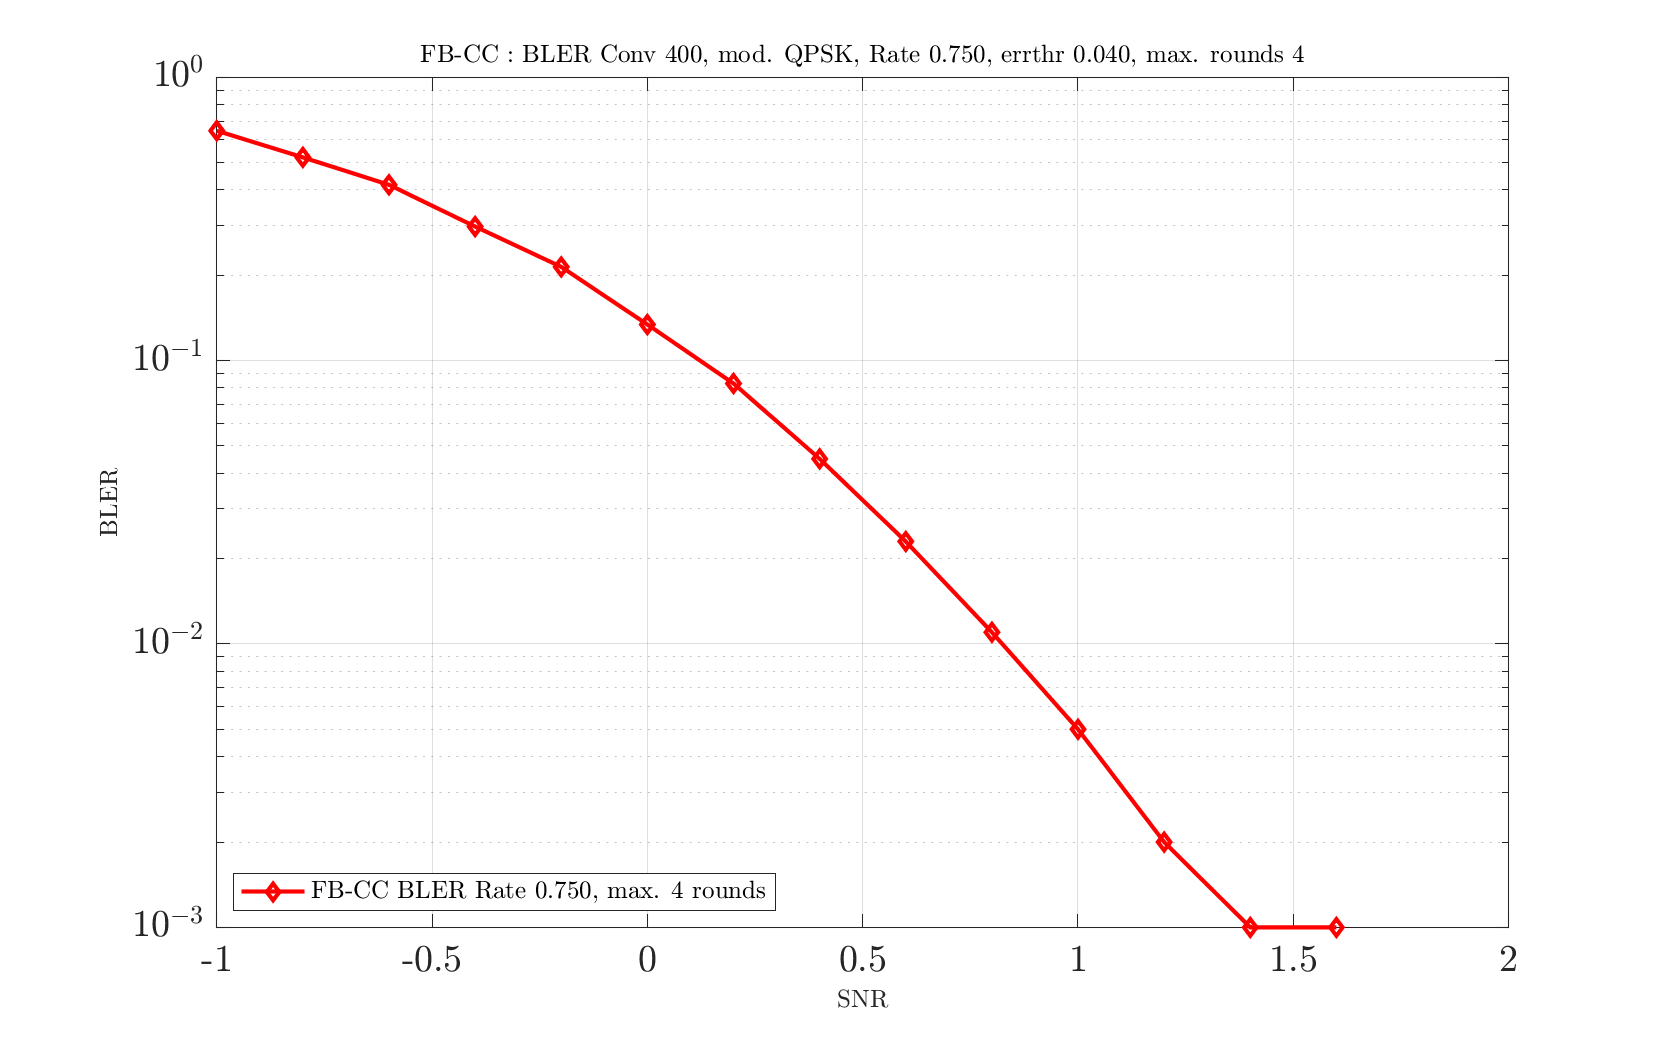 FB-CC : BLER Conv 400, mod. QPSK, Rate 0.750, errthr 0.040, max. rounds 4
10^0
10^−1
10^−2
10^−3
BLER
FB-CC BLER Rate 0.750, max. 4 rounds
-1 -0.5 0 0.5 1 1.5 2
SNR